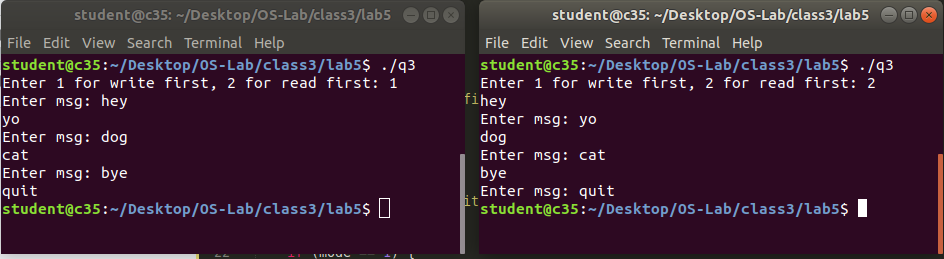 student@c35: ~/Desktop/OS-Lab/class3/lab5
File Edit View Search Terminal Help
student@c35:~/Desktop/OS-Lab/class3/lab5$ ./q3
Enter 1 for write first, 2 for read first: 1
Enter msg: hey
yo
Enter msg: dog
cat
Enter msg: bye
quit
student@c35:~/Desktop/OS-Lab/class3/lab5$
fi
it
student@c35: ~/Desktop/OS-Lab/class3/lab5
File Edit View Search Terminal Help
student@c35:~/Desktop/OS-Lab/class3/lab5$ ./q3
Enter 1 for write first, 2 for read first: 2
hey
Enter msg: yo
dog
Enter msg: cat
bye
Enter msg: quit
student@c35:~/Desktop/OS-Lab/class3/lab5$